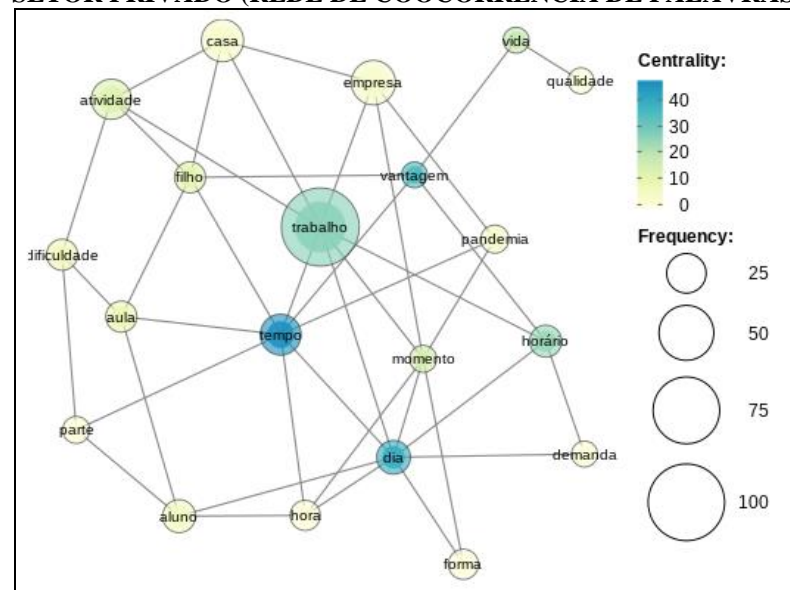 SETOR PRIVADO (REDE DE COOCORRÊNCIA DE PALAVRAS
casa
vida
Centrality:
empresa
qualidade
atividade
40
30
filho
vantagem
20
10
0
trabalho
pandemia
Frequency:
dificuldade
25
aula
tempo
horário
50
momento
75
parte
dia
demanda
100
aluno
hora
forma